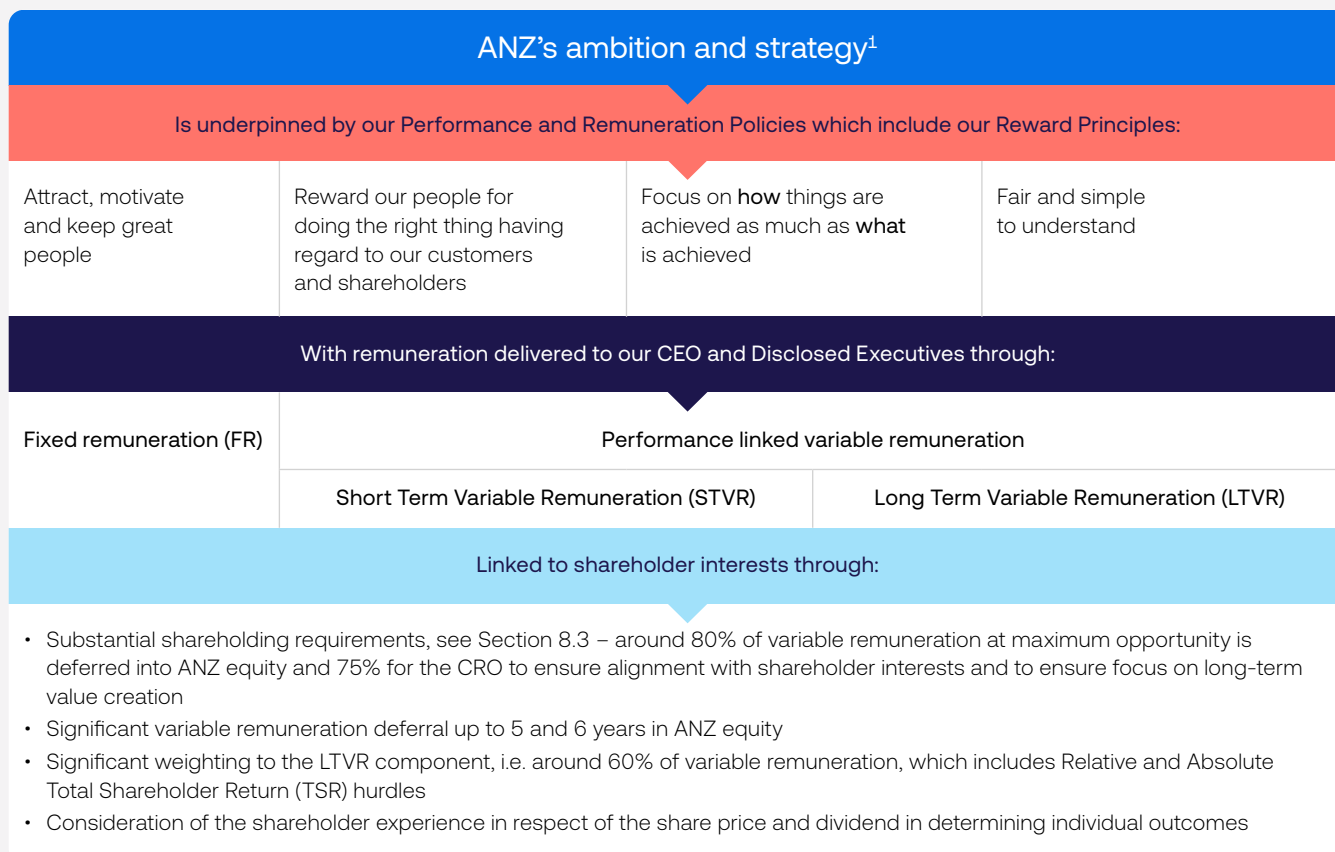 ANZ's ambition and strategy¹
Is underpinned by our Performance and Remuneration Policies which include our Reward Principles:
Attract, motivate
and keep great
people
Reward our people for
doing the right thing having
regard to our customers
and shareholders
Focus on how things are
achieved as much as what
is achieved
Fair and simple
to understand
With remuneration delivered to our CEO and Disclosed Executives through:
Fixed remuneration (FR)
Performance linked variable remuneration
Short Term Variable Remuneration (STVR)
Long Term Variable Remuneration (LTVR)
Linked to shareholder interests through:
• Substantial shareholding requirements, see Section 8.3 – around 80% of variable remuneration at maximum opportunity is
deferred into ANZ equity and 75% for the CRO to ensure alignment with shareholder interests and to ensure focus on long-term
value creation
• Significant variable remuneration deferral up to 5 and 6 years in ANZ equity
• Significant weighting to the LTVR component, i.e. around 60% of variable remuneration, which includes Relative and Absolute
Total Shareholder Return (TSR) hurdles
• Consideration of the shareholder experience in respect of the share price and dividend in determining individual outcomes